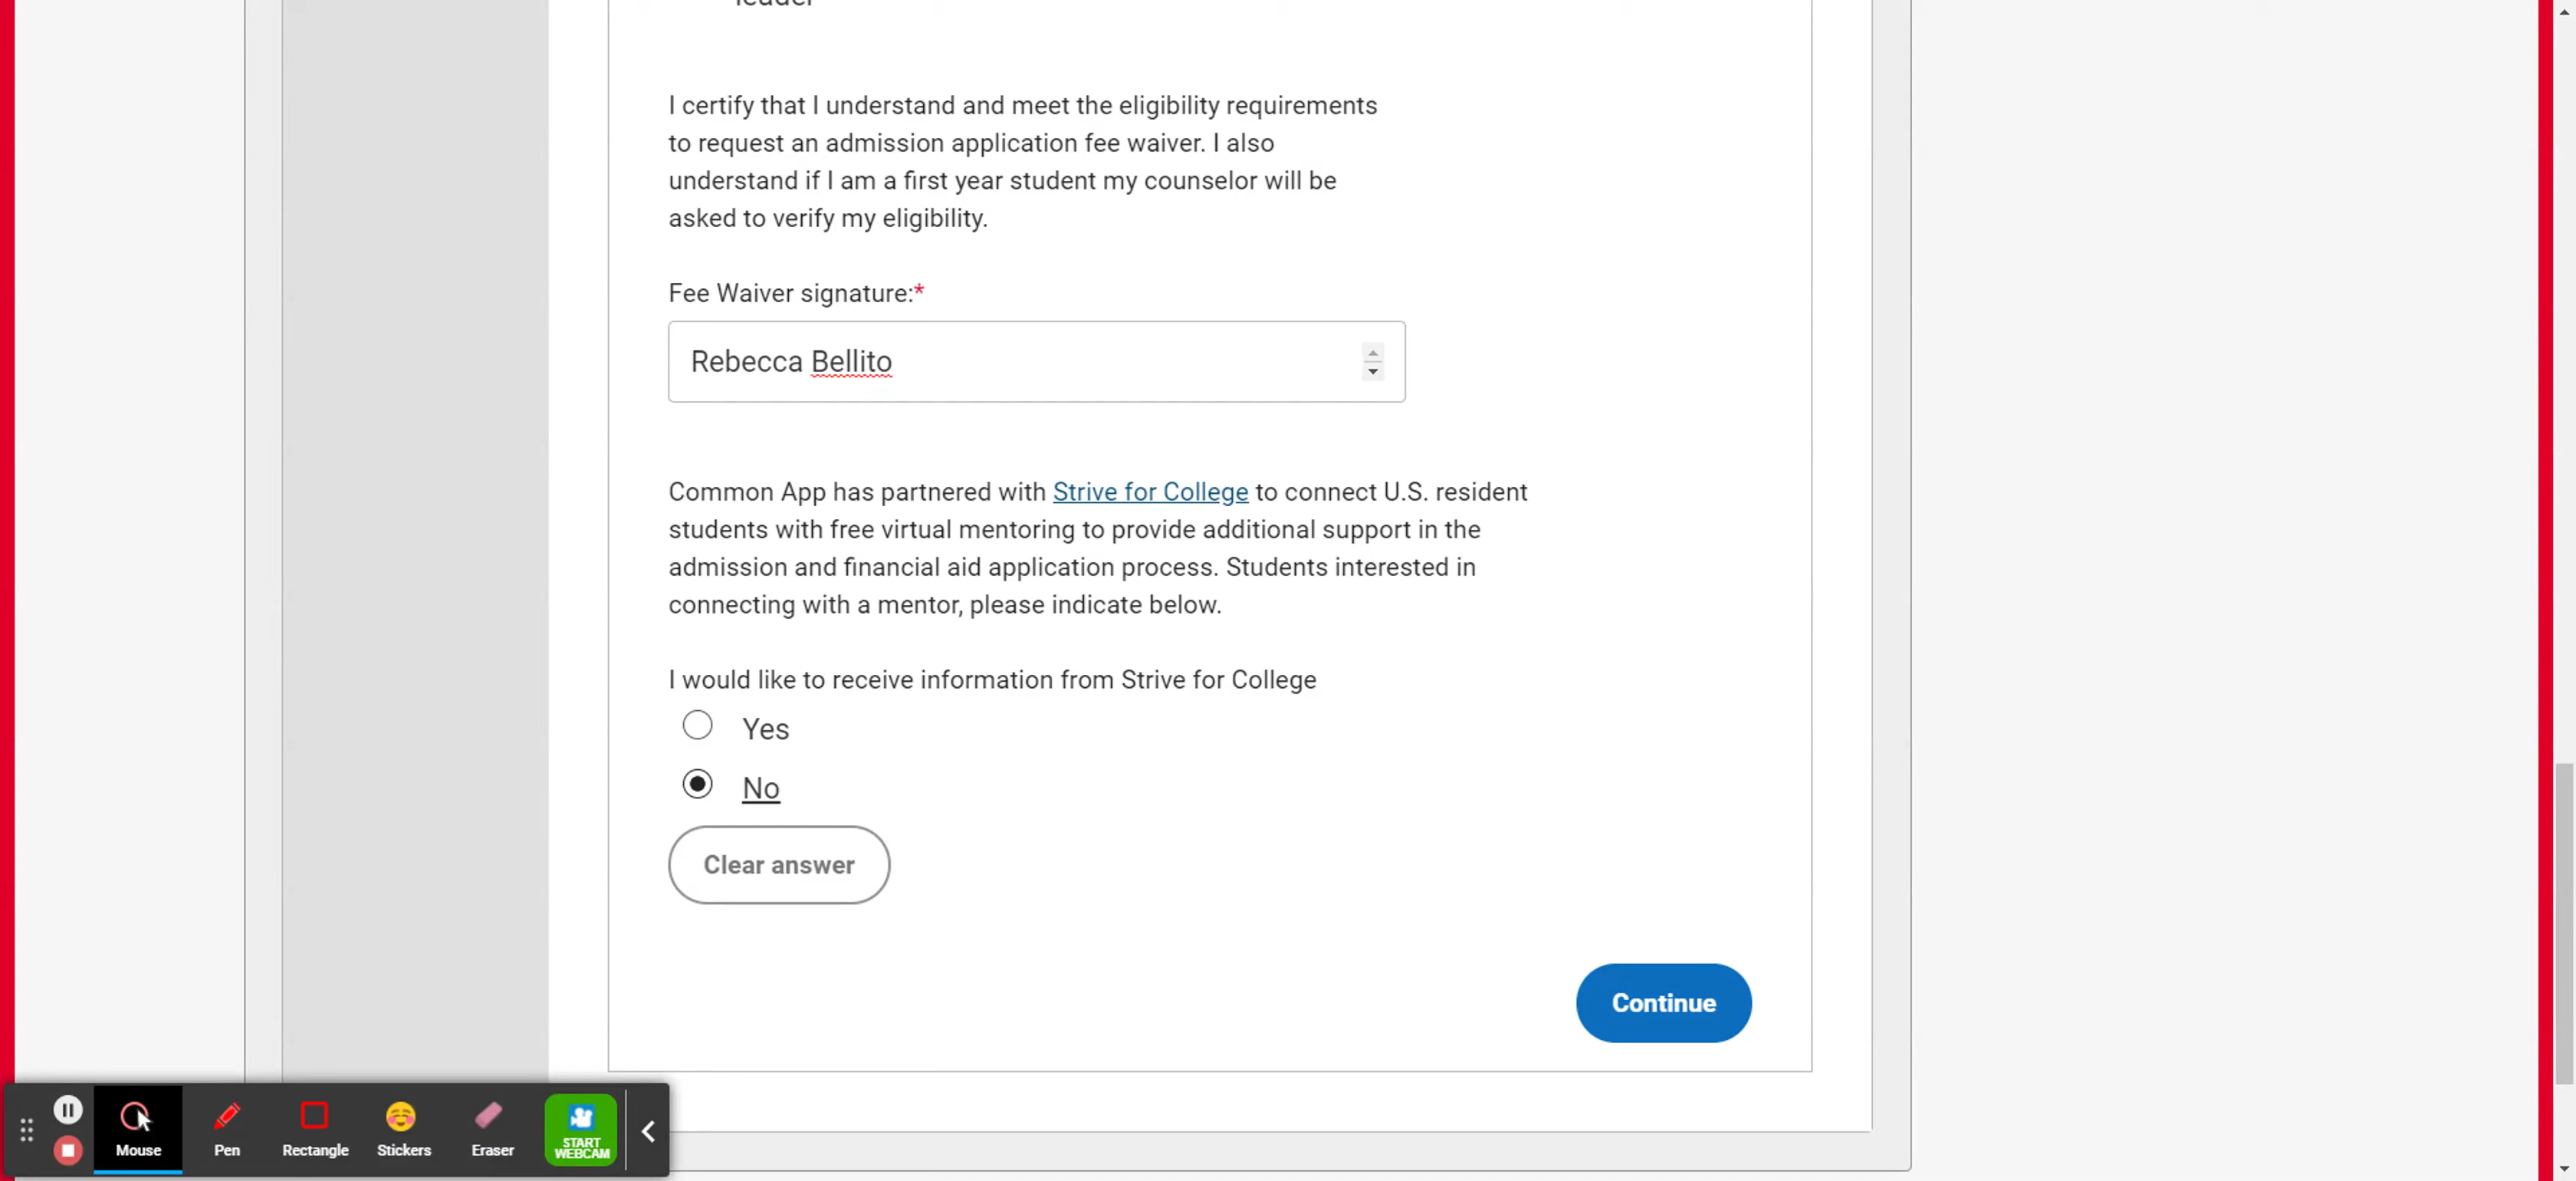 leader
I certify that I understand and meet the eligibility requirements
to request an admission application fee waiver. I also
understand if I am a first year student my counselor will be
asked to verify my eligibility.
Fee Waiver signature:*
Rebecca Bellito
Common App has partnered with Strive for College to connect U.S. resident
students with free virtual mentoring to provide additional support in the
admission and financial aid application process. Students interested in
connecting with a mentor, please indicate below.
I would like to receive information from Strive for College
Yes
No
Clear answer
Continue
Mouse
Pen
Rectangle
Stickers
Eraser
START
WEBCAM